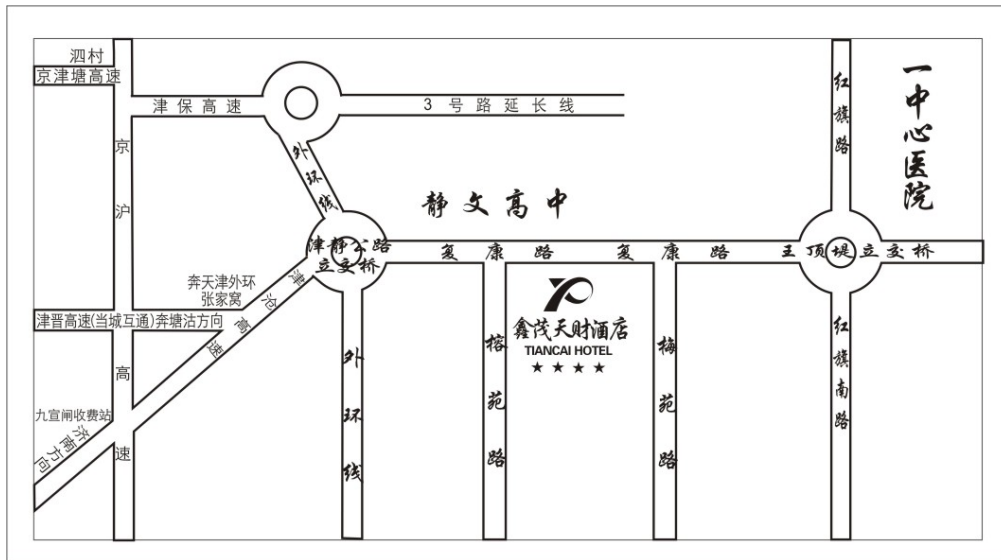 泗村
京津塘高速
津保高速
3号路延长线
京沪高速
外环线
红旗路
一中心医院
静文高中
津静公路
立交桥
复康路
复康路
王顶堤立交桥
奔天津外环
张家窝
津沧高速
津晋高速(当城互通)奔塘沽方向
鑫茂天财酒店
TIANCAI HOTEL
★★★★
外环线
榕苑路
梅苑路
红旗南路
九宣闸收费站
济南方向